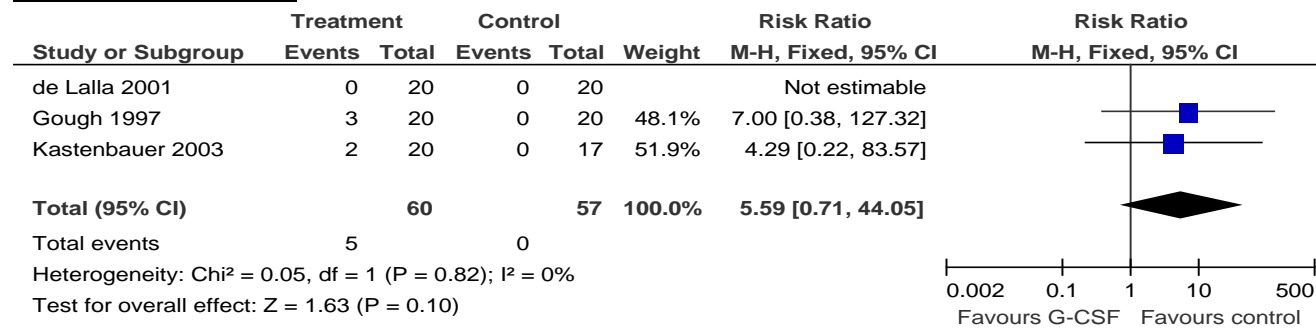 Treatment Control Risk Ratio Risk Ratio
Study or Subgroup Events Total Events Total Weight M-H, Fixed, 95% CI M-H, Fixed, 95% CI
de Lalla 2001 0 20 0 20 Not estimable
Gough 1997 3 20 0 20 48.1% 7.00 [0.38, 127.32]
Kastenbauer 2003 2 20 0 17 51.9% 4.29 [0.22, 83.57]
Total (95% CI) 60 57 100.0% 5.59 [0.71, 44.05]
Total events 5 0
Heterogeneity: Chi² = 0.05, df = 1 (P = 0.82); I² = 0%
Test for overall effect: Z = 1.63 (P = 0.10)
0.002 0.1 1 10 500
Favours G-CSF Favours control